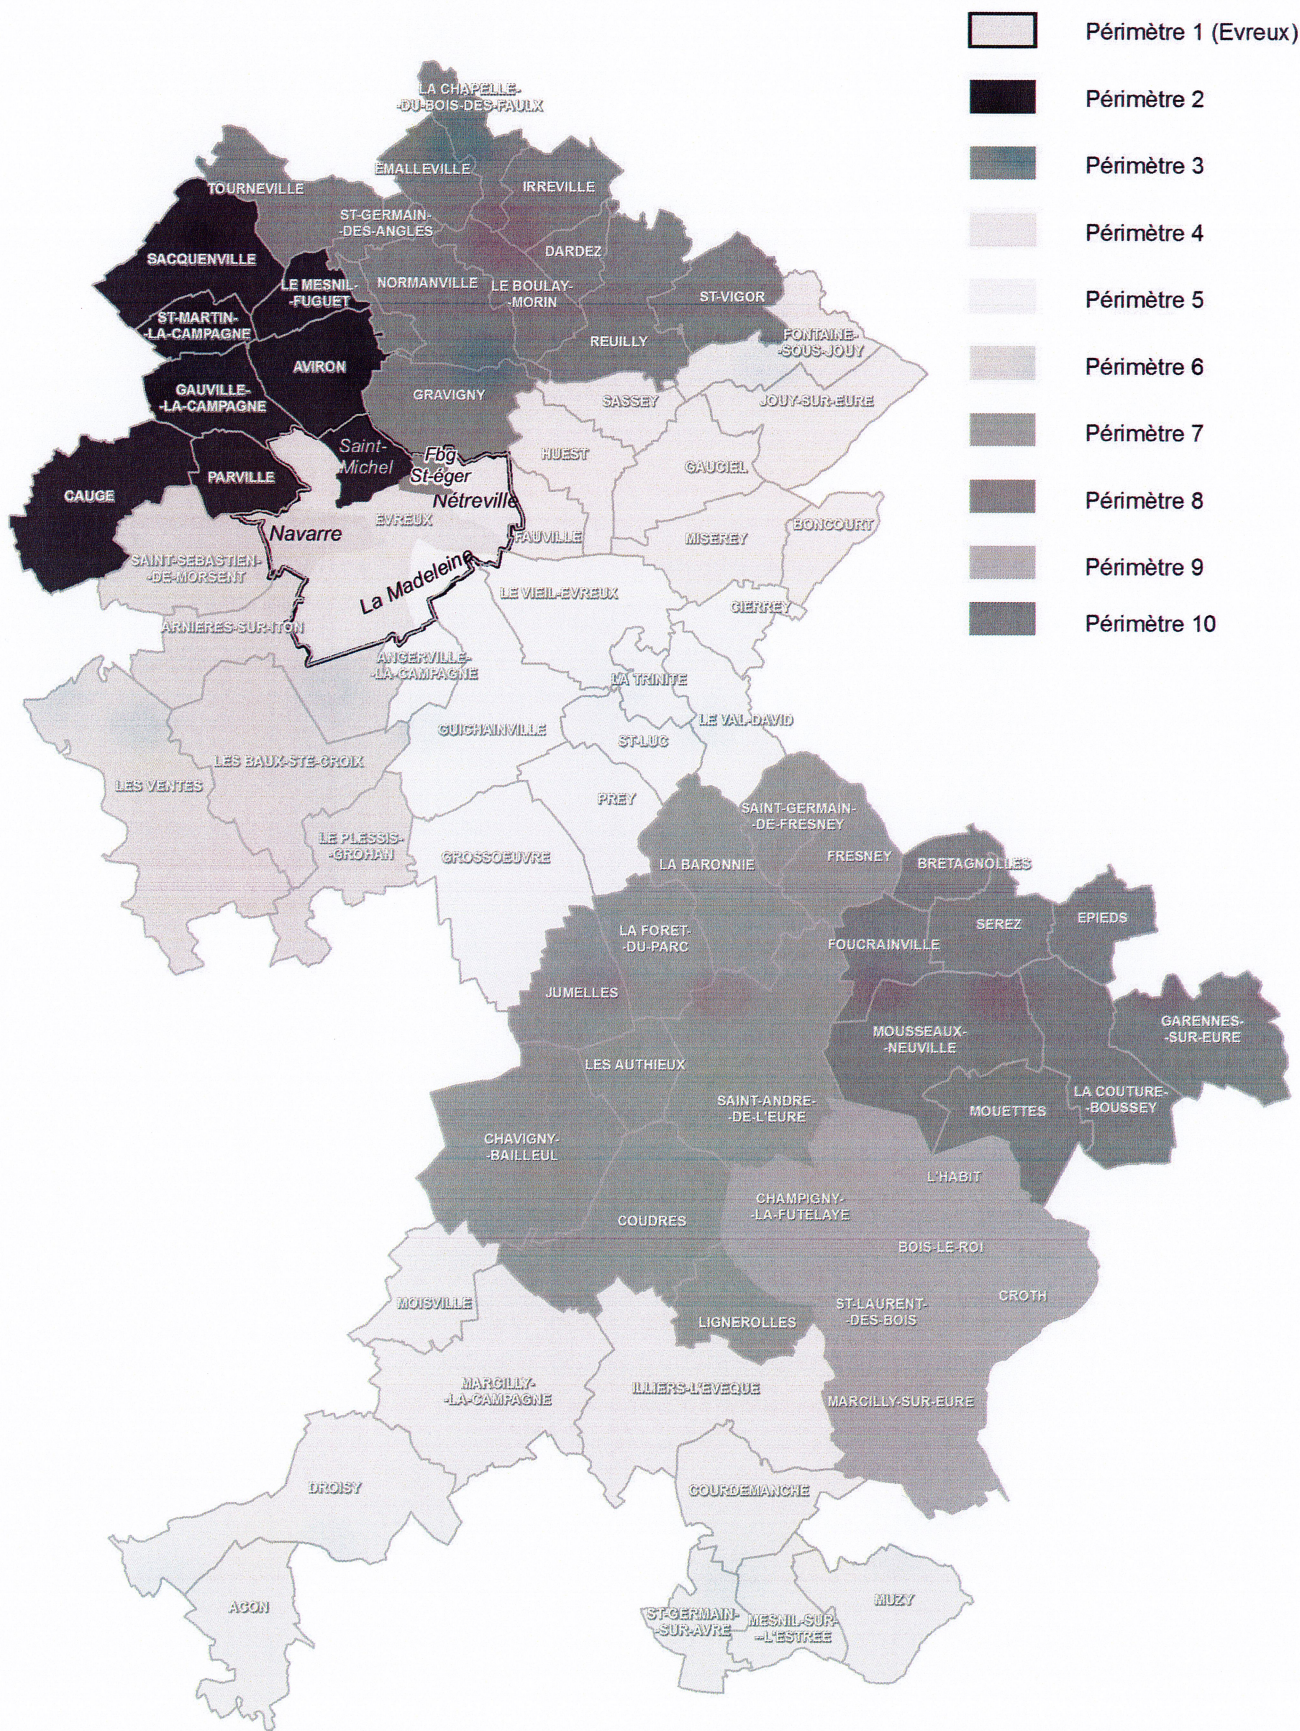 Périmètre 1 (Evreux)
Périmètre 2
Périmètre 3
Périmètre 4
Périmètre 5
Périmètre 6
Périmètre 7
Périmètre 8
Périmètre 9
Périmètre 10
LA CHAPELLE-
-DU-BOIS-DES-FAULX
EMALLEVILLE
IRREVILLE
TOURNEVILLE
ST-GERMAIN-
-DES-ANGLES
DARDEZ
SACQUENVILLE
LE MESNIL-
-FUGUET
NORMANVILLE
LE BOULAY-
-MORIN
ST-VIGOR
ST-MARTIN-
-LA-CAMPAGNE
REUILLY
FONTAINE-
-SOUS-JOUY
AVIRON
GAUVILLE-
-LA-CAMPAGNE
GRAVIGNY
SASSEY
JOUY-SUR-EURE
Saint-
Michel
Fbg
St-éger
HUEST
GAUCIEL
PARVILLE
CAUGE
Nétreville
EVREUX
Navarre
FAUVILLE
MISEREY
BONCOURT
SAINT-SEBASTIEN-
-DE-MORSENT
La Madeleine
LE VIEIL-EVREUX
CIERREY
ARNIERES-SUR-ITON
ANGERVILLE-
-LA-CAMPAGNE
LA TRINITE
GUICHAINVILLE
LE VAL-DAVID
ST-LUC
LES BAUX-STE-CROIX
LES VENTES
PREY
SAINT-GERMAIN-
-DE-FRESNEY
LE PLESSIS-
-GROHAN
GROSSOEUVRE
LA BARONNIE
FRESNEY
BRETAGNOLLES
LA FORET-
-DU-PARC
FOUCRAINVILLE
SEREZ
EPIEDS
JUMELLES
MOUSSEAUX-
-NEUVILLE
GARENNES-
-SUR-EURE
LES AUTHIEUX
SAINT-ANDRE-
-DE-L'EURE
MOUETTES
LA COUTURE-
-BOUSSEY
CHAVIGNY-
-BAILLEUL
L'HABIT
CHAMPIGNY-
-LA-FUTELAYE
COUDRES
BOIS-LE-ROI
CROTH
MOISVILLE
ST-LAURENT-
-DES-BOIS
LIGNEROLLES
MARCILLY-
-LA-CAMPAGNE
ILLIERS-L'EVEQUE
MARCILLY-SUR-EURE
DROISY
COURDEMANCHE
ACON
ST-GERMAIN-
-SUR-AVRE
MESNIL-SUR-
-L'ESTREE
MUZY